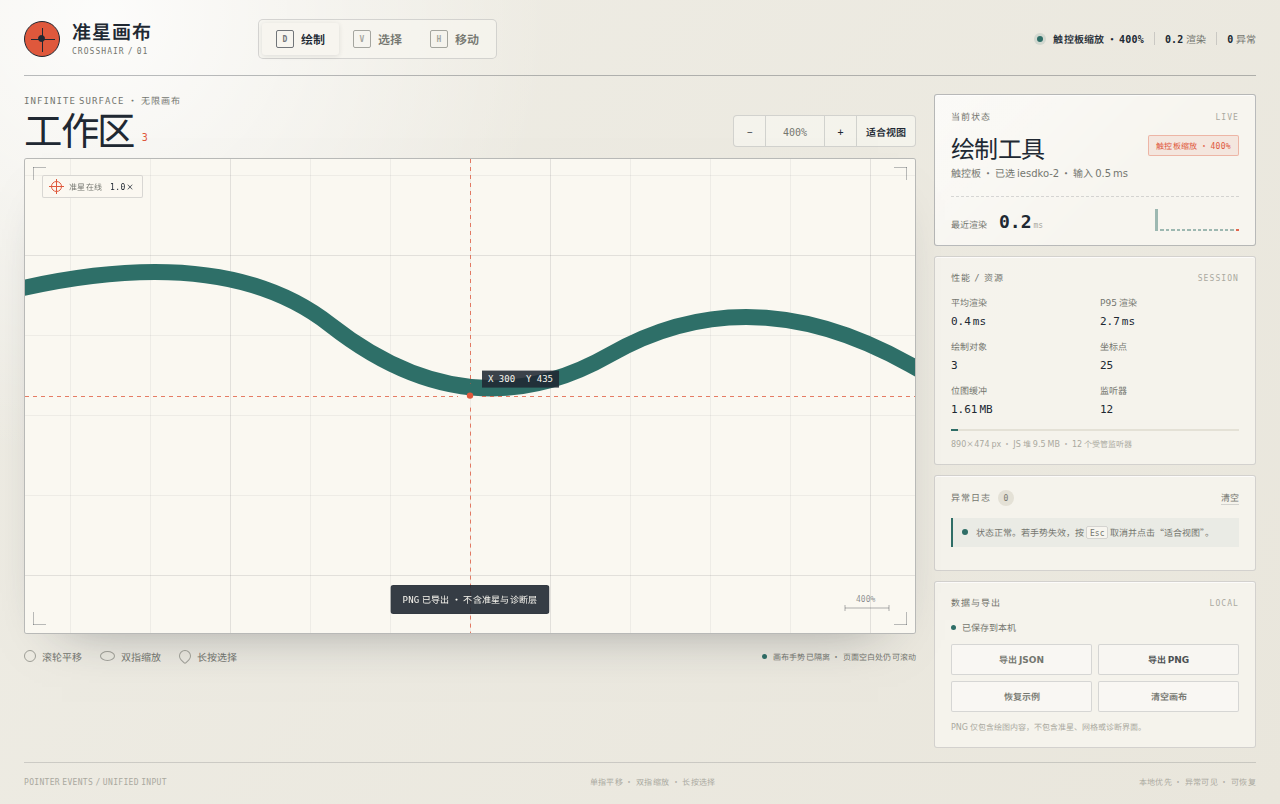 准星画布
CROSSHAIR / 01
D 绘制 V 选择 H 移动
触控板缩放 · 400% 0.2 渲染 0 异常
INFINITE SURFACE · 无限画布
工作区 3
− 400% + 适合视图
准星在线 1.0×
X 300 Y 435
PNG 已导出 · 不含准星与诊断层
400%
滚轮平移 双指缩放 长按选择
画布手势已隔离 · 页面空白处仍可滚动
当前状态 LIVE
绘制工具 触控板缩放 · 400%
触控板 · 已选 iesdko-2 · 输入 0.5 ms
最近渲染 0.2 ms
性能 / 资源 SESSION
平均渲染 P95 渲染
0.4 ms 2.7 ms
绘制对象 坐标点
3 25
位图缓冲 监听器
1.61 MB 12
890×474 px · JS 堆 9.5 MB · 12 个受管监听器
异常日志 0 清空
状态正常。若手势失效，按 Esc 取消并点击“适合视图”。
数据与导出 LOCAL
已保存到本机
导出 JSON 导出 PNG
恢复示例 清空画布
PNG 仅包含绘图内容，不包含准星、网格或诊断界面。
POINTER EVENTS / UNIFIED INPUT 单指平移 · 双指缩放 · 长按选择 本地优先 · 异常可见 · 可恢复